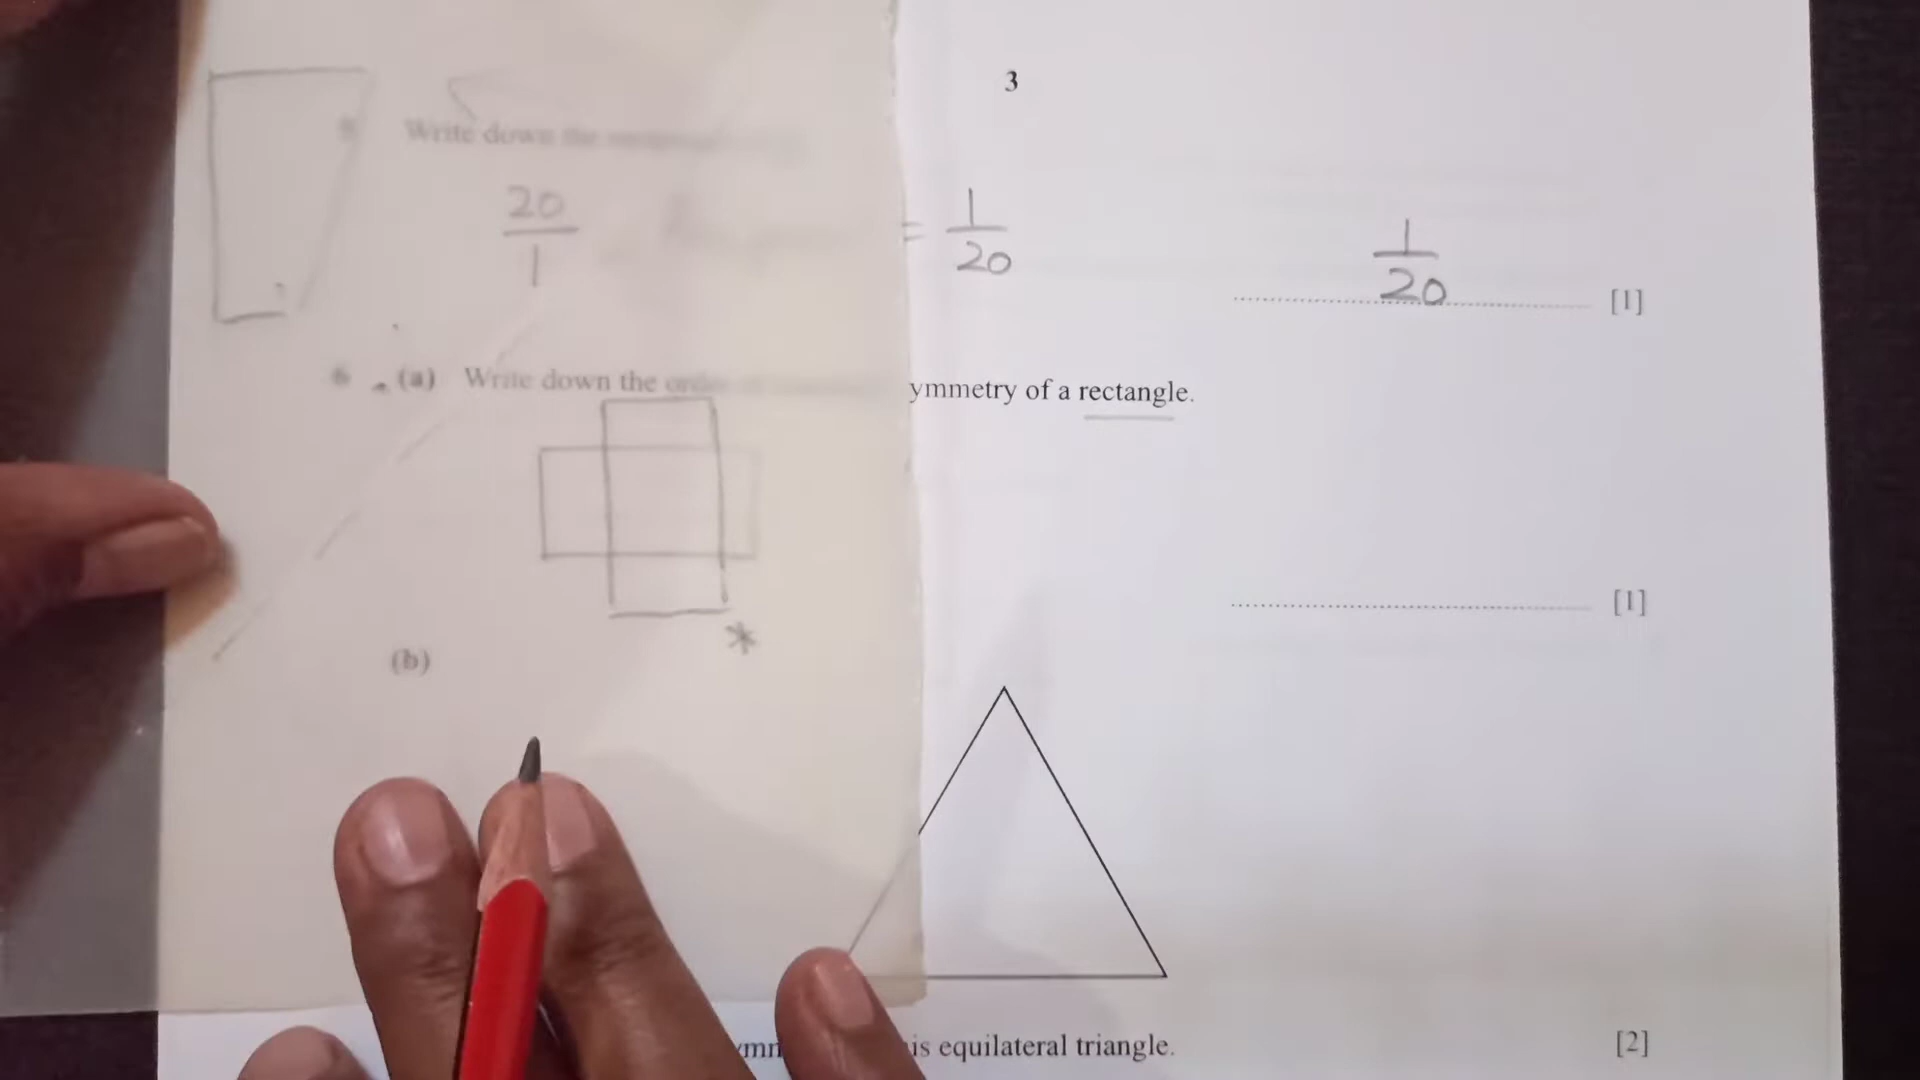 3
Write down the
20
1
= 1
20
1
20
[1]
6 (a) Write down the order ymmetry of a rectangle.
*
[1]
(b)
is equilateral triangle.
[2]